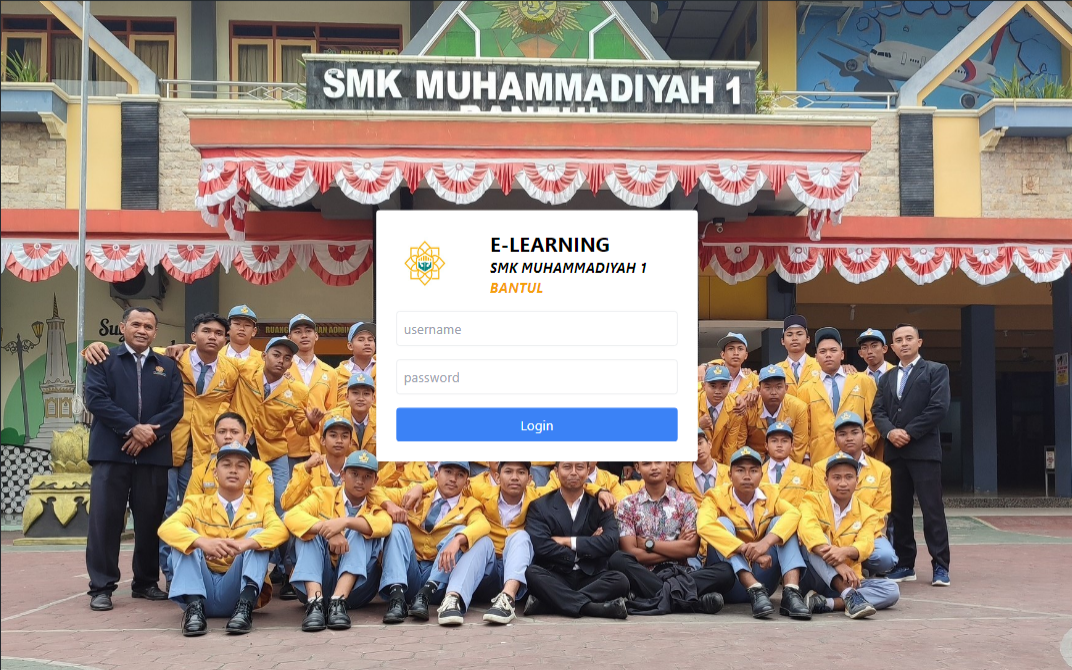 SMK MUHAMMADIYAH 1
BANTUL
E-LEARNING
SMK MUHAMMADIYAH 1
BANTUL
username
password
Login